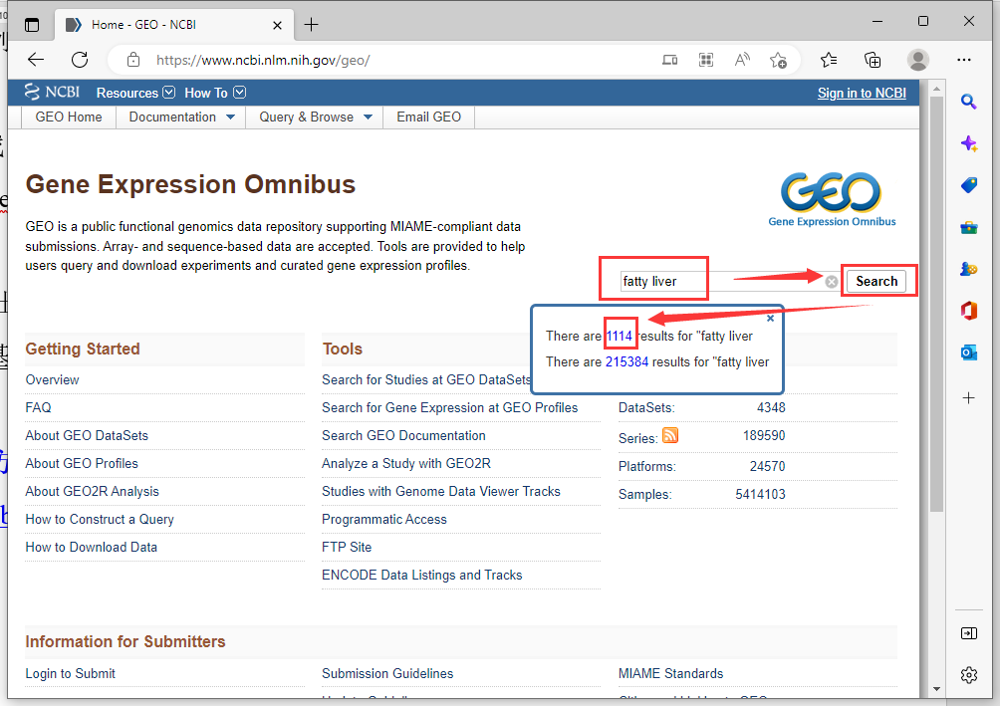 Home - GEO - NCBI
https://www.ncbi.nlm.nih.gov/geo/
NCBI Resources How To Sign in to NCBI
GEO Home Documentation Query & Browse Email GEO
Gene Expression Omnibus
GEO
Gene Expression Omnibus
GEO is a public functional genomics data repository supporting MIAME-compliant data
submissions. Array- and sequence-based data are accepted. Tools are provided to help
users query and download experiments and curated gene expression profiles.
fatty liver Search
There are 1114 results for "fatty liver
There are 215384 results for "fatty liver
Getting Started
Overview
FAQ
About GEO DataSets
About GEO Profiles
About GEO2R Analysis
How to Construct a Query
How to Download Data
Tools
Search for Studies at GEO DataSets
Search for Gene Expression at GEO Profiles
Search GEO Documentation
Analyze a Study with GEO2R
Studies with Genome Data Viewer Tracks
Programmatic Access
FTP Site
ENCODE Data Listings and Tracks
DataSets: 4348
Series: 189590
Platforms: 24570
Samples: 5414103
Information for Submitters
Login to Submit
Submission Guidelines
MIAME Standards